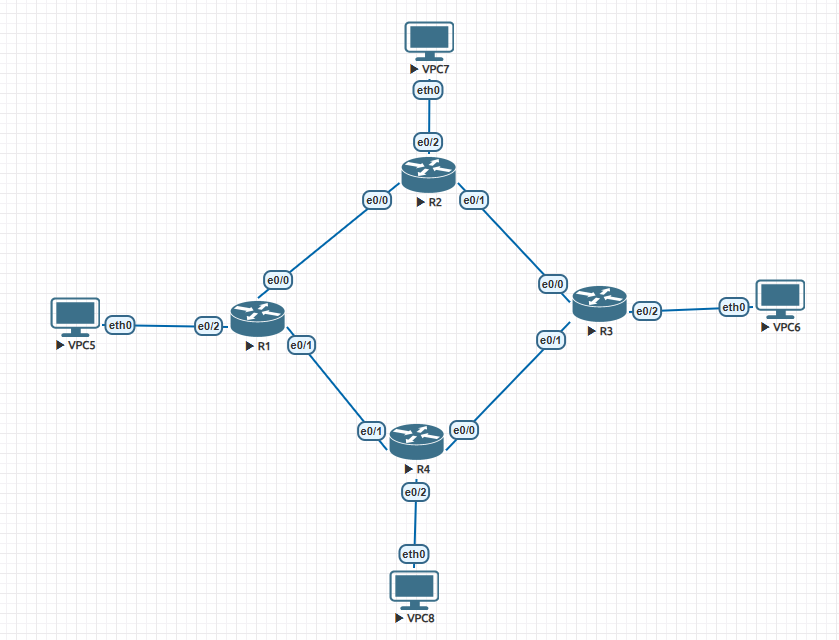 VPC7
eth0
e0/2
R2
e0/0
e0/1
e0/0
e0/0
R3
e0/2
eth0
VPC6
VPC5
eth0
e0/2
R1
e0/1
e0/1
e0/1
e0/0
R4
e0/2
eth0
VPC8